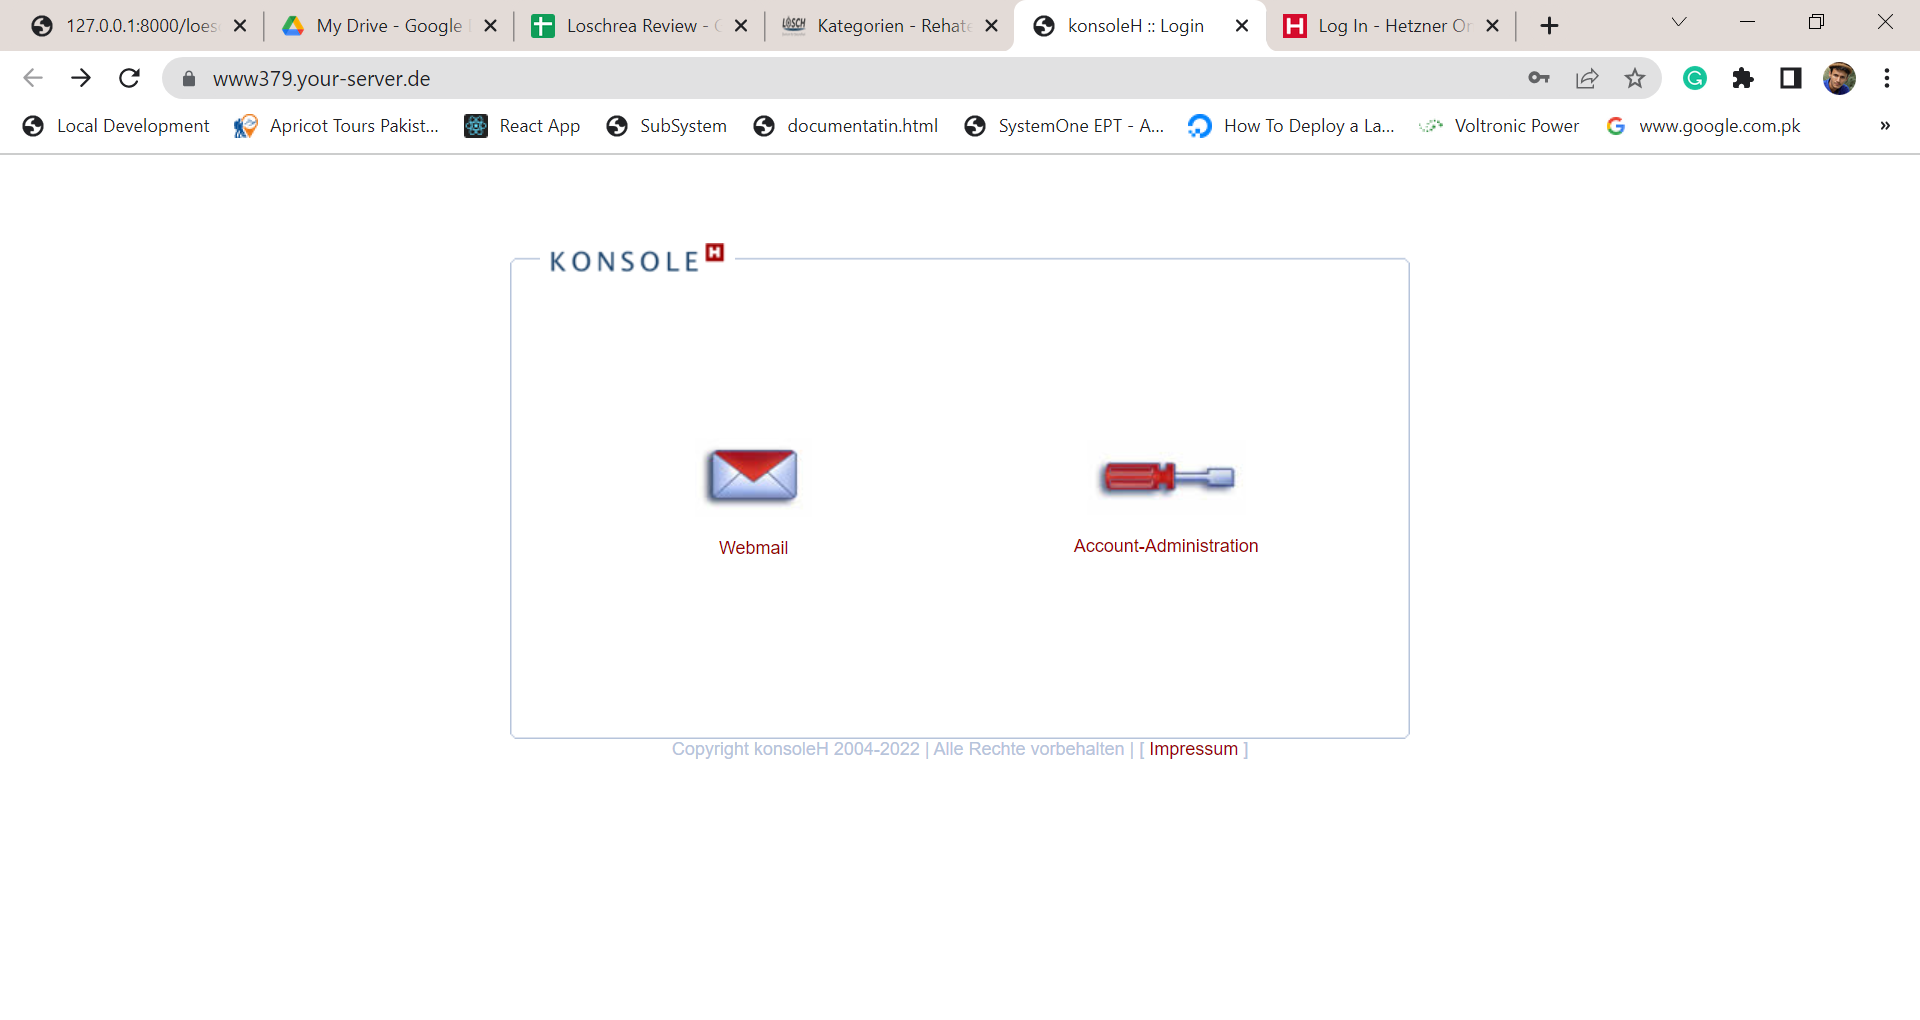 127.0.0.1:8000/loes
My Drive - Google
Loschrea Review -
Kategorien - Rehate
konsoleH :: Login
Log In - Hetzner On
www379.your-server.de
Local Development
Apricot Tours Pakist...
React App
SubSystem
documentatin.html
SystemOne EPT - A...
How To Deploy a La...
Voltronic Power
www.google.com.pk
»
KONSOLE H
Webmail
Account-Administration
Copyright konsoleH 2004-2022 | Alle Rechte vorbehalten | [ Impressum ]